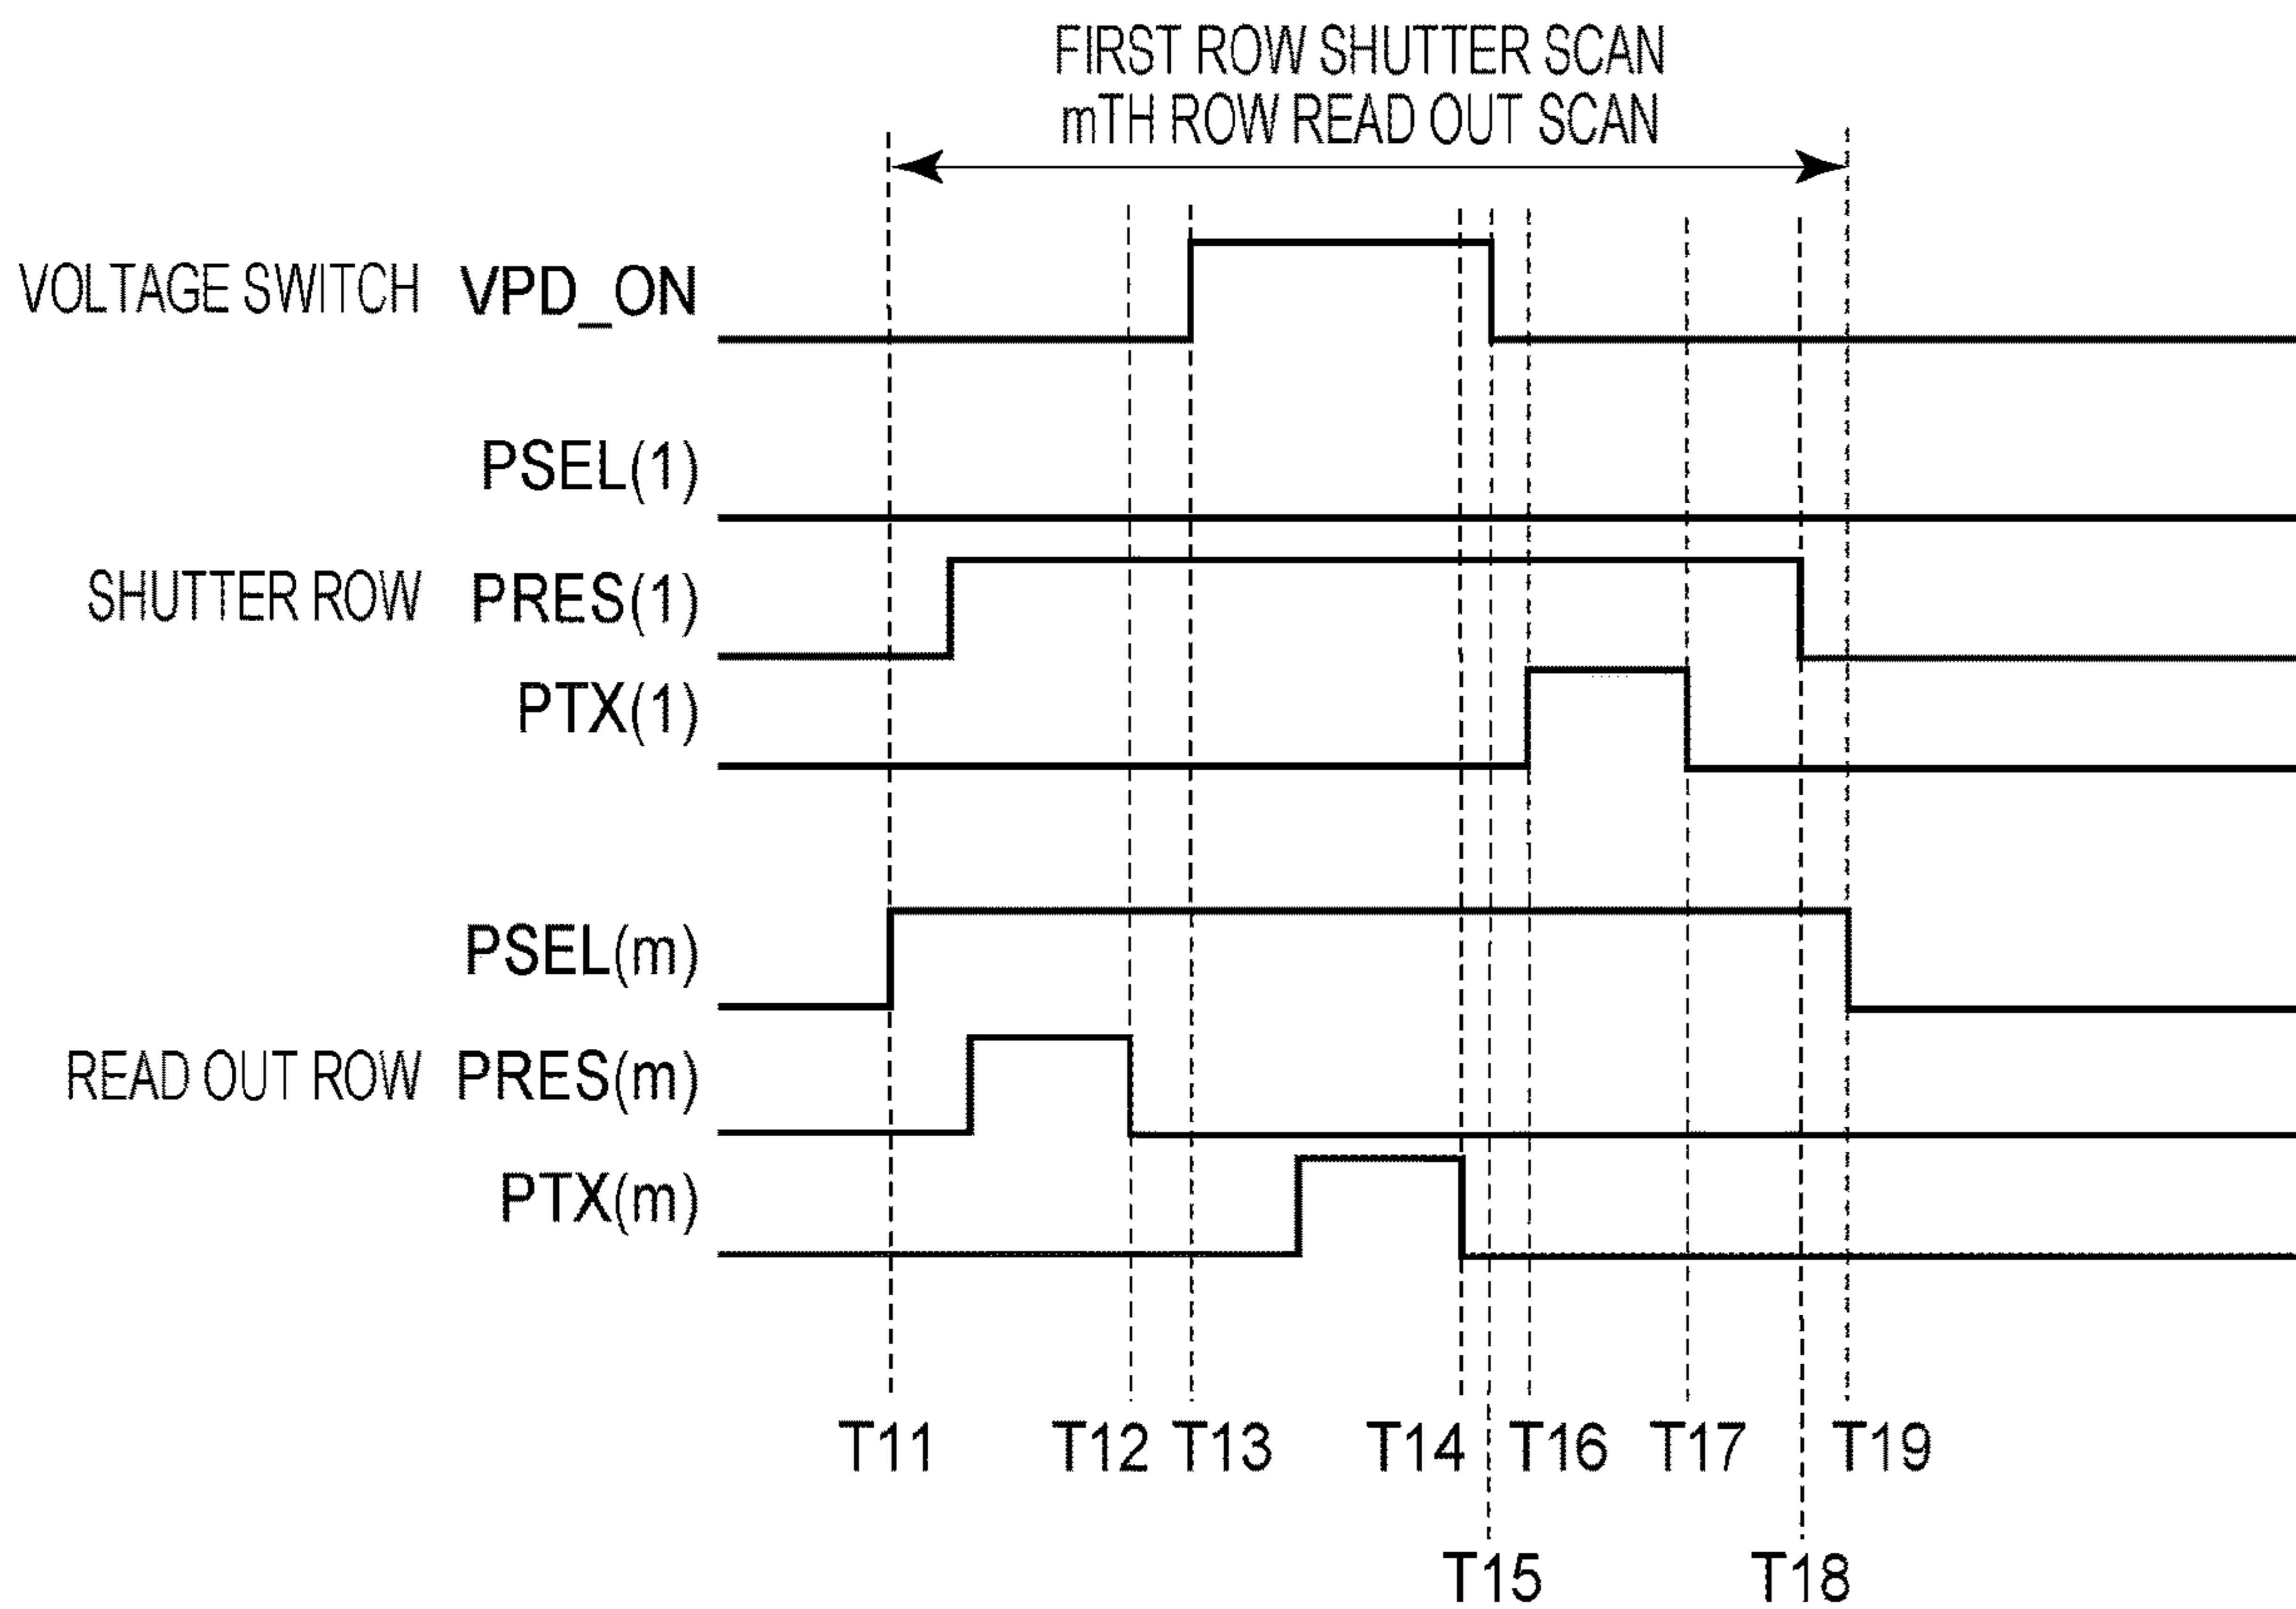 FIRST ROW SHUTTER SCAN
mTH ROW READ OUT SCAN
VOLTAGE SWITCH VPD_ON
PSEL(1)
SHUTTER ROW PRES(1)
PTX(1)
PSEL(m)
READ OUT ROW PRES(m)
PTX(m)
T11 T12 T13 T14 T16 T17 T19
T15 T18